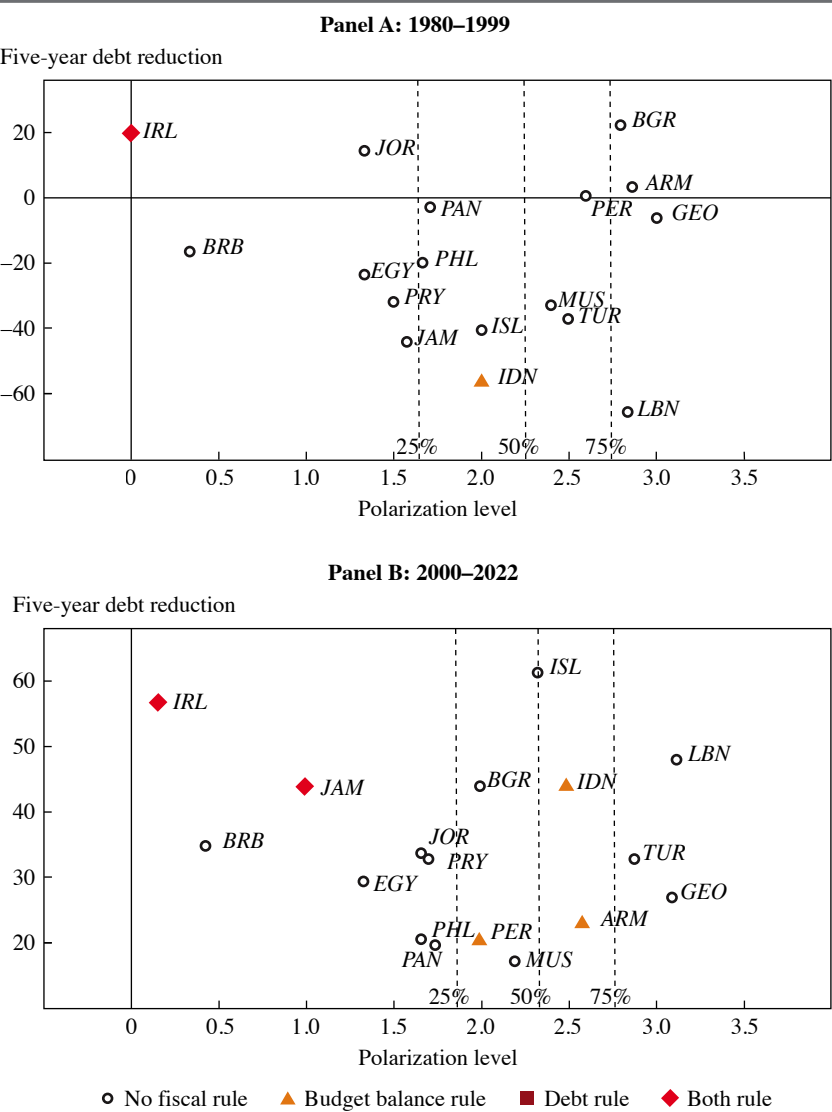 Panel A: 1980–1999
Five-year debt reduction
20
0
–20
–40
–60
IRL
JOR
BGR
ARM
PER
GEO
PAN
BRB
PHL
EGY
PRY
MUS
TUR
ISL
JAM
IDN
LBN
25%
50%
75%
0 0.5 1.0 1.5 2.0 2.5 3.0 3.5
Polarization level
Panel B: 2000–2022
Five-year debt reduction
60
50
40
30
20
ISL
IRL
LBN
BGR
IDN
JAM
JOR
BRB
PRY
TUR
EGY
GEO
ARM
PHL
PER
PAN
MUS
25%
50%
75%
0 0.5 1.0 1.5 2.0 2.5 3.0 3.5
Polarization level
No fiscal rule Budget balance rule Debt rule Both rule